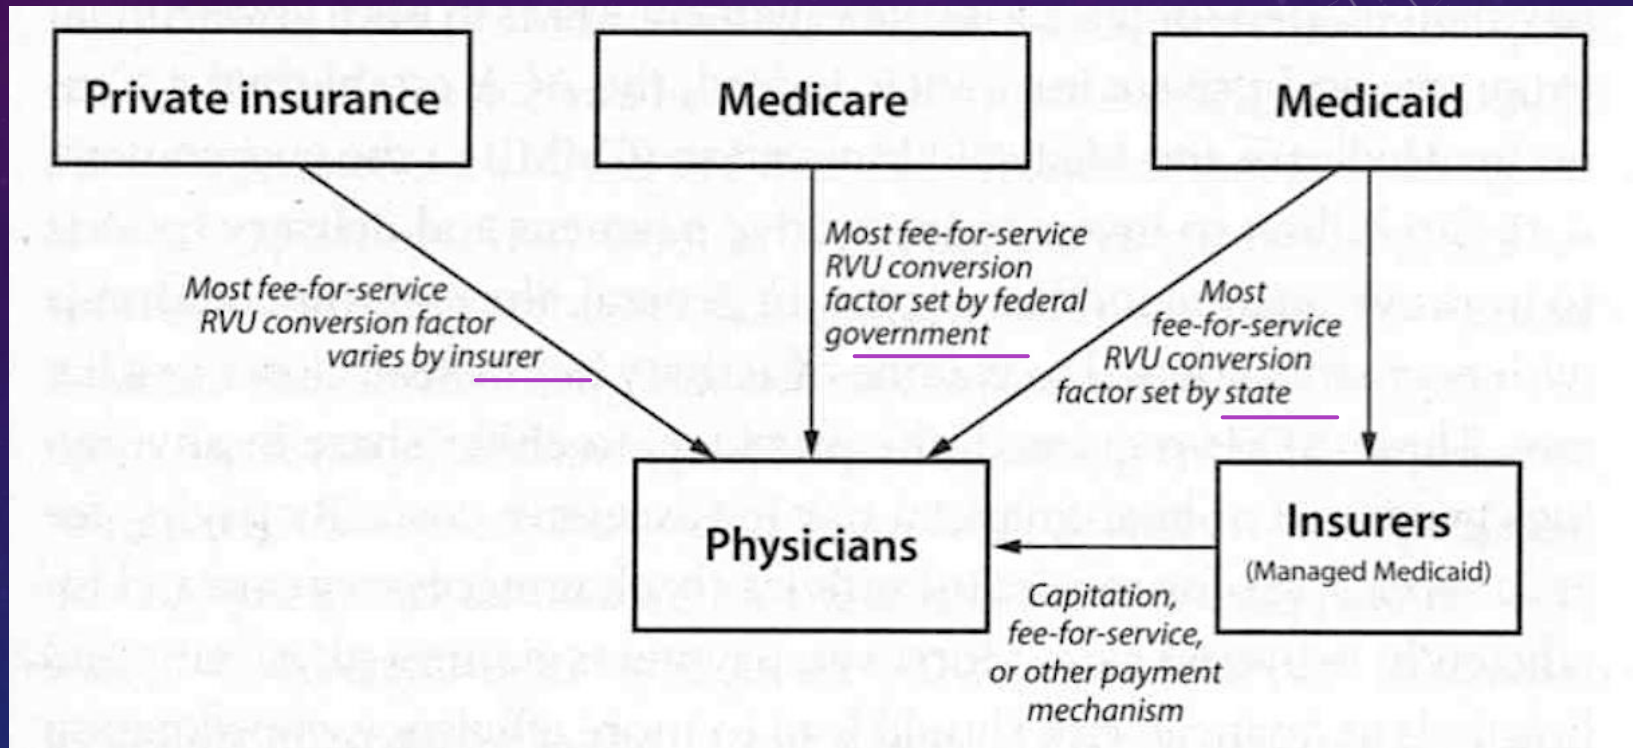 Private insurance
Medicare
Medicaid
Most fee-for-service
RVU conversion factor
varies by insurer
Most fee-for-service
RVU conversion
factor set by federal
government
Most
fee-for-service
RVU conversion
factor set by state
Physicians
Insurers
(Managed Medicaid)
Capitation,
fee-for-service,
or other payment
mechanism